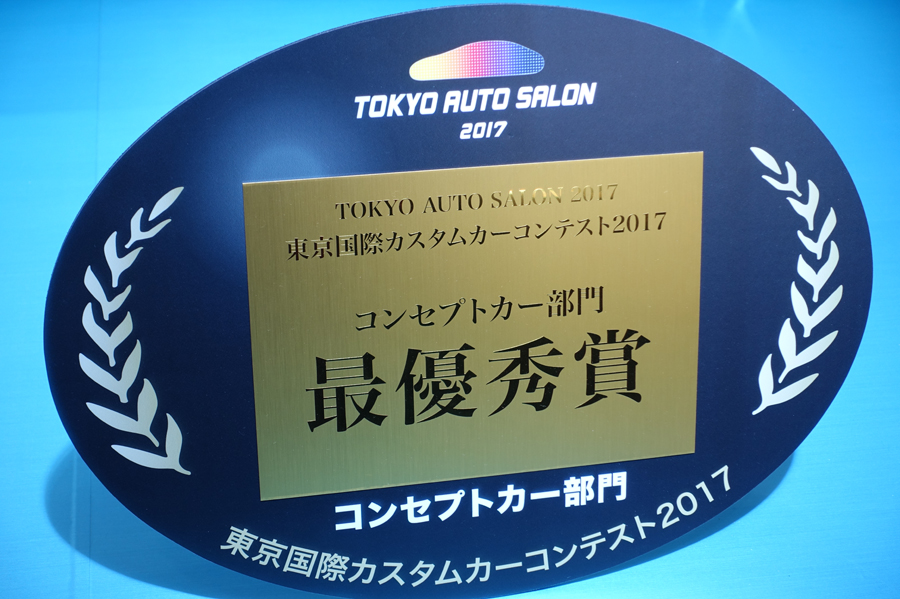 TOKYO AUTO SALON
2017
TOKYO AUTO SALON 2017
東京国際カスタムカーコンテスト2017
コンセプトカー部門
最優秀賞
コンセプトカー部門
東京国際カスタムカーコンテスト2017